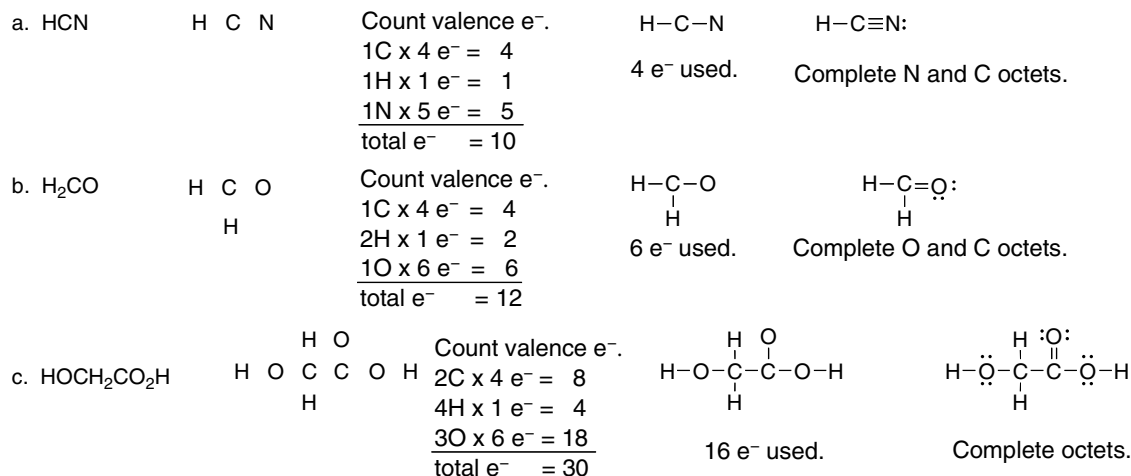 a. HCN H C N Count valence e⁻. H–C–N H–C≡N:
1C x 4 e⁻ = 4
4 e⁻ used. Complete N and C octets.
1H x 1 e⁻ = 1
1N x 5 e⁻ = 5
total e⁻ = 10
b. H₂CO H C O Count valence e⁻. H–C–O H–C=O:
1C x 4 e⁻ = 4
H H H
2H x 1 e⁻ = 2 6 e⁻ used. Complete O and C octets.
1O x 6 e⁻ = 6
total e⁻ = 12
H O H O H :O:
Count valence e⁻.
c. HOCH₂CO₂H H O C C O H 2C x 4 e⁻ = 8 H–O–C–C–O–H H–O–C–C–O–H
H 4H x 1 e⁻ = 4 H H
3O x 6 e⁻ = 18 16 e⁻ used. Complete octets.
total e⁻ = 30